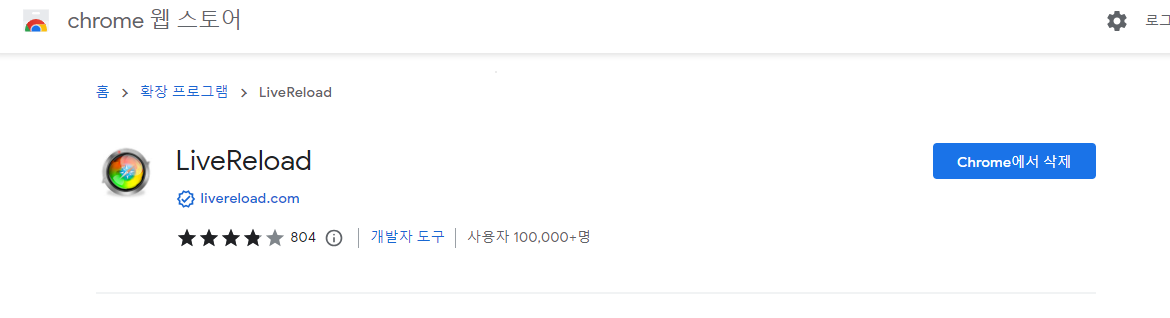 chrome 웹 스토어
로그
홈 > 확장 프로그램 > LiveReload
LiveReload
Chrome에서 삭제
livereload.com
804 개발자 도구 사용자 100,000+명